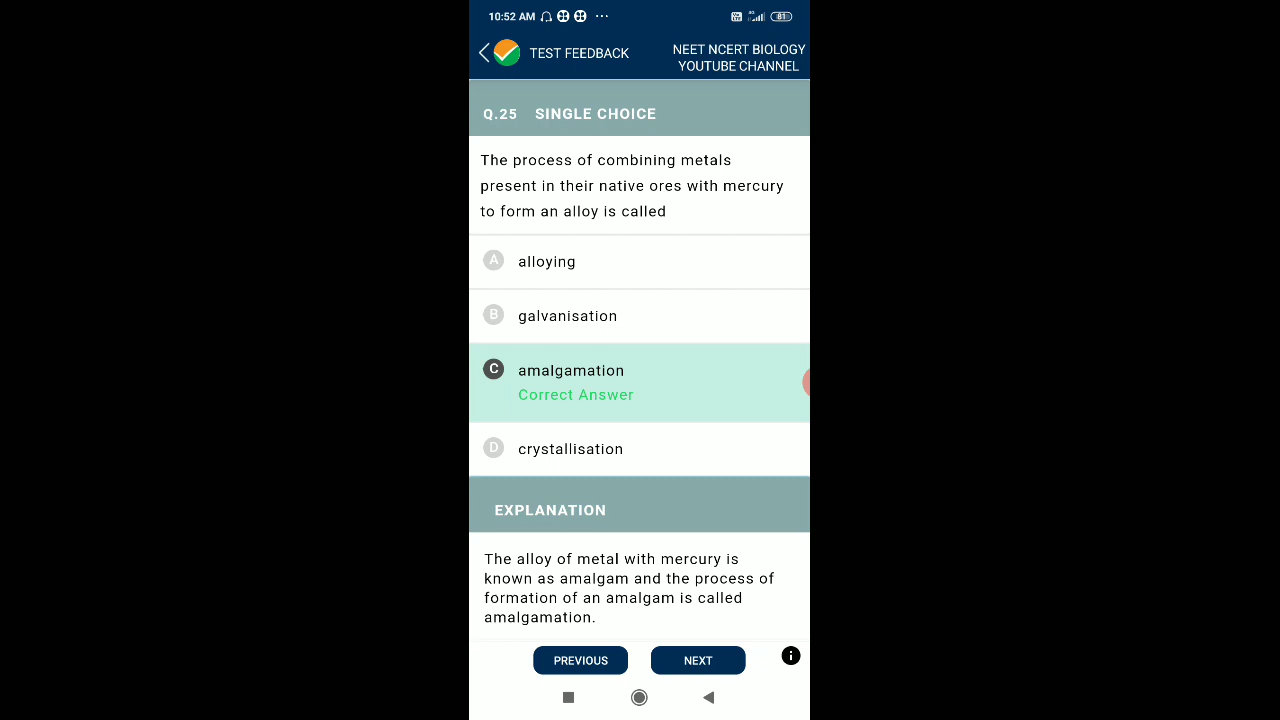 10:52 AM ...
4G 81
TEST FEEDBACK
NEET NCERT BIOLOGY
YOUTUBE CHANNEL
Q.25 SINGLE CHOICE
The process of combining metals
present in their native ores with mercury
to form an alloy is called
A alloying
B galvanisation
C amalgamation
Correct Answer
D crystallisation
EXPLANATION
The alloy of metal with mercury is
known as amalgam and the process of
formation of an amalgam is called
amalgamation.
PREVIOUS NEXT